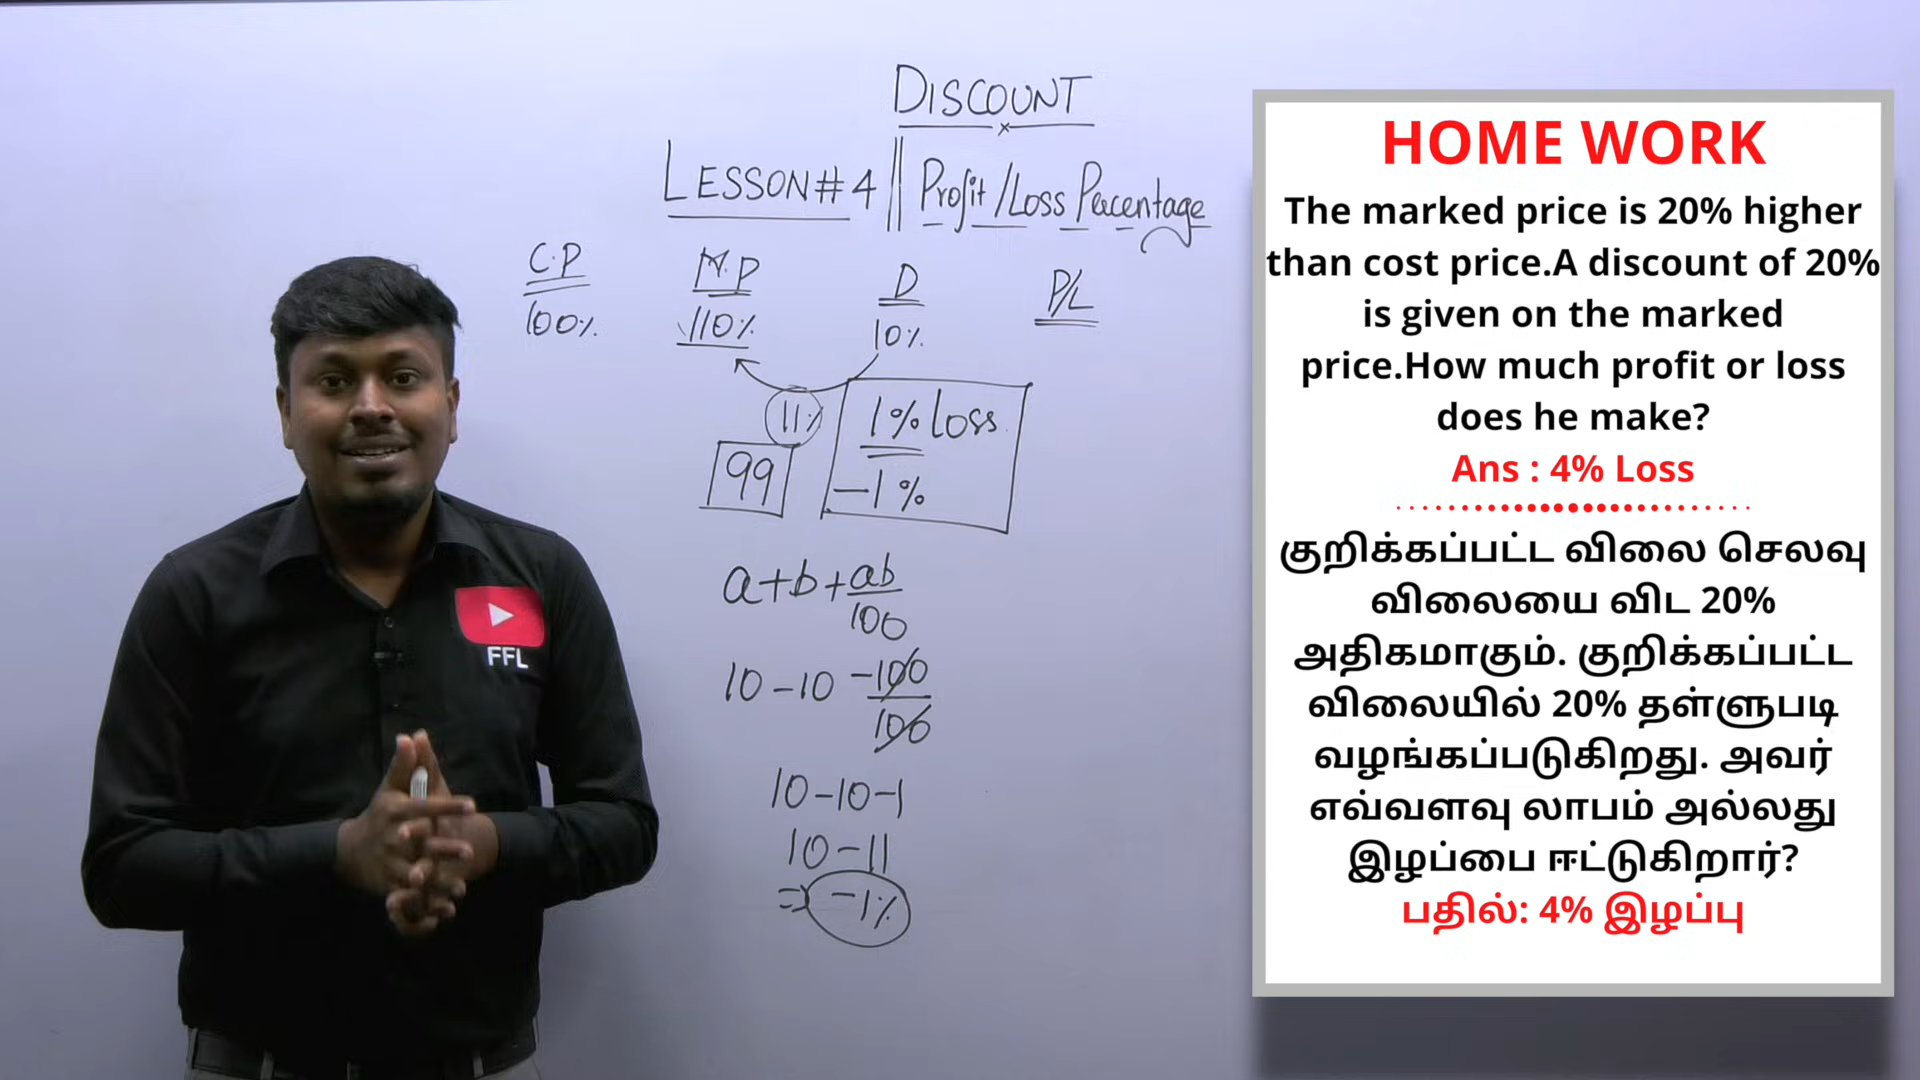 DISCOUNT
LESSON#4 Profit/Loss Percentage
C.P M.P D P/L
100% 110% 10%
11%
1% Loss
99
-1%
a+b+ab/100
10-10-100/100
10-10-1
10-11
⇒ -1%
FFL
HOME WORK
The marked price is 20% higher
than cost price.A discount of 20%
is given on the marked
price.How much profit or loss
does he make?
Ans : 4% Loss
குறிக்கப்பட்ட விலை செலவு
விலையை விட 20%
அதிகமாகும். குறிக்கப்பட்ட
விலையில் 20% தள்ளுபடி
வழங்கப்படுகிறது. அவர்
எவ்வளவு லாபம் அல்லது
இழப்பை ஈட்டுகிறார்?
பதில்: 4% இழப்பு